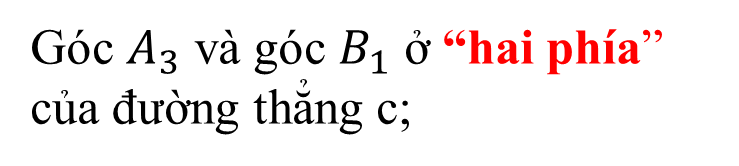 Góc 𝐴₃ và góc 𝐵₁ ở “hai phía”
của đường thẳng c;